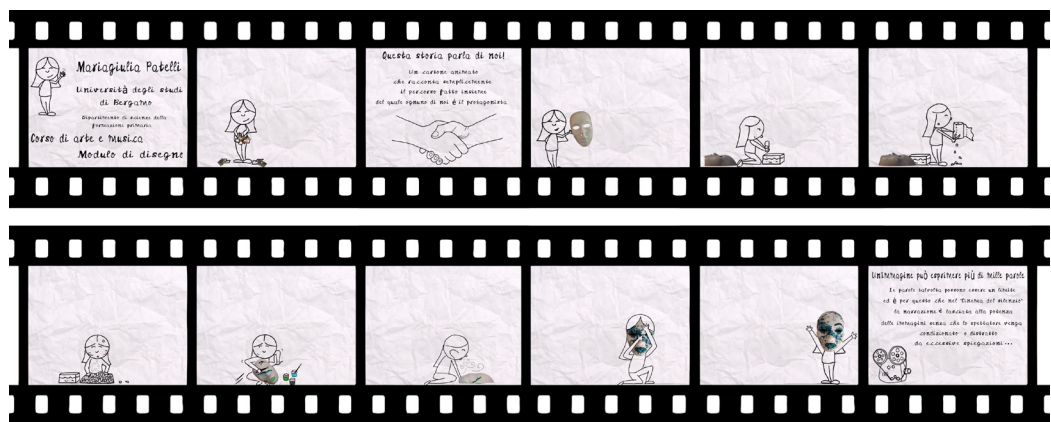 Mariagiulia Patelli
Università degli studi
di Bergamo
Dipartimento di scienze della
formazione primaria
Corso di arte e musica
Modulo di disegno
Questa storia parla di noi!
Un cartone animato
che racconta semplicemente
il percorso fatto insieme
del quale ognuno di noi è il protagonista
Un'immagine può esprimere più di mille parole
Le parole talvolta possono essere un limite
ed è per questo che nel "cinema del silenzio"
la narrazione è lasciata alla potenza
delle immagini senza che lo spettatore venga
condizionato o distratto
da eccessive spiegazioni...